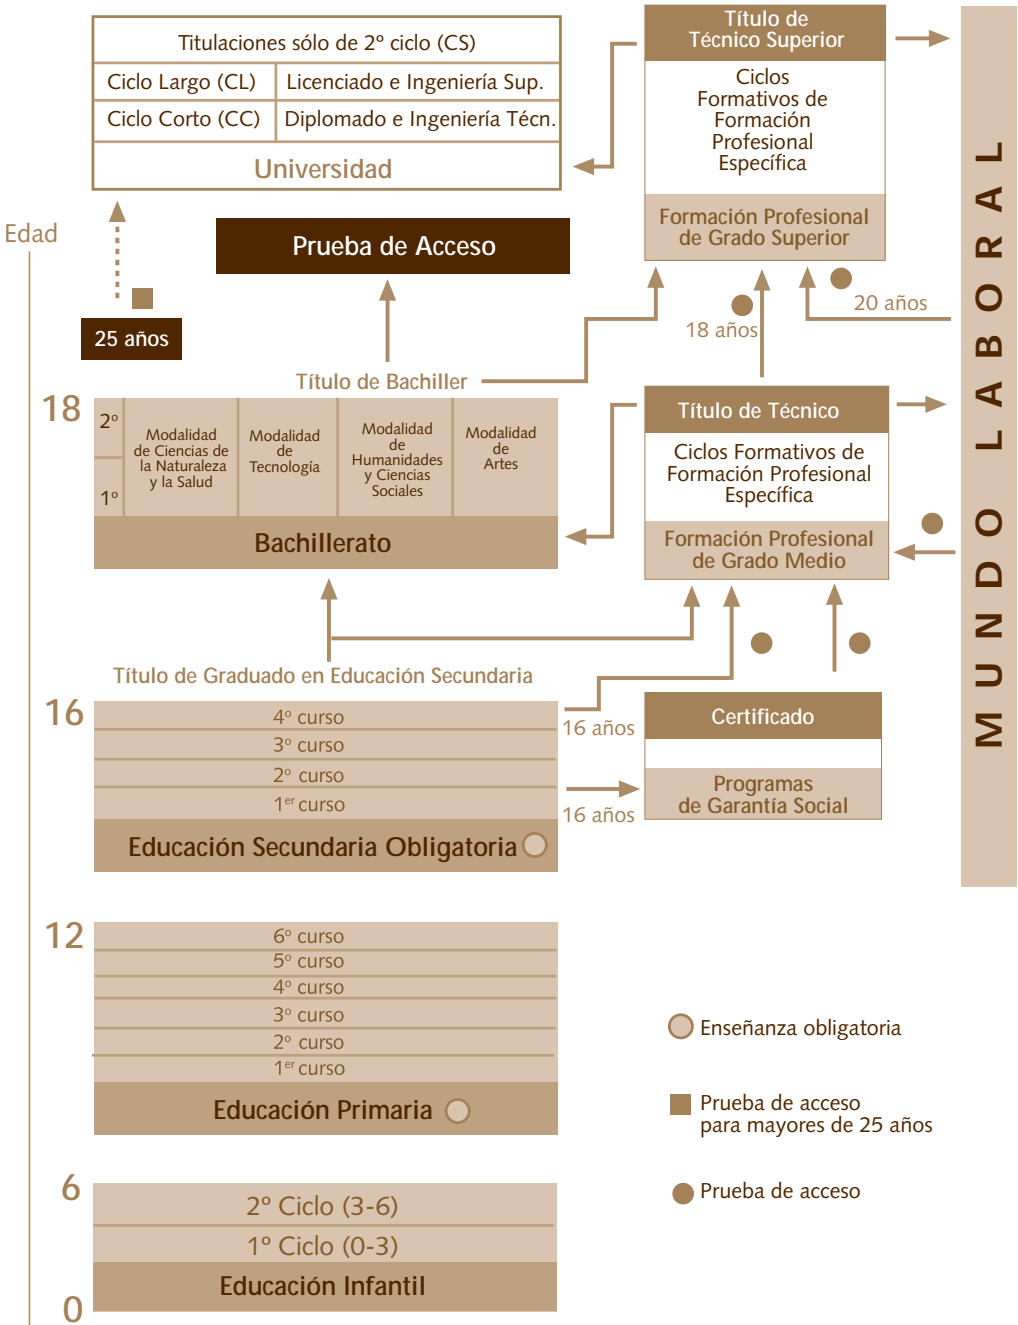 Titulaciones sólo de 2º ciclo (CS)
Ciclo Largo (CL)
Licenciado e Ingeniería Sup.
Ciclo Corto (CC)
Diplomado e Ingeniería Técn.
Universidad
Título de
Técnico Superior
Ciclos
Formativos de
Formación
Profesional
Específica
Formación Profesional
de Grado Superior
MUNDO LABORAL
Edad
Prueba de Acceso
25 años
18 años
20 años
Título de Bachiller
18
2º
1º
Modalidad
de Ciencias de
la Naturaleza
y la Salud
Modalidad
de
Tecnología
Modalidad
de
Humanidades
y Ciencias
Sociales
Modalidad
de
Artes
Bachillerato
Título de Técnico
Ciclos Formativos de
Formación Profesional
Específica
Formación Profesional
de Grado Medio
Título de Graduado en Educación Secundaria
16
4º curso
3º curso
2º curso
1er curso
Educación Secundaria Obligatoria
16 años
16 años
Certificado
Programas
de Garantía Social
12
6º curso
5º curso
4º curso
3º curso
2º curso
1er curso
Educación Primaria
Enseñanza obligatoria
Prueba de acceso
para mayores de 25 años
Prueba de acceso
6
2º Ciclo (3-6)
1º Ciclo (0-3)
Educación Infantil
0